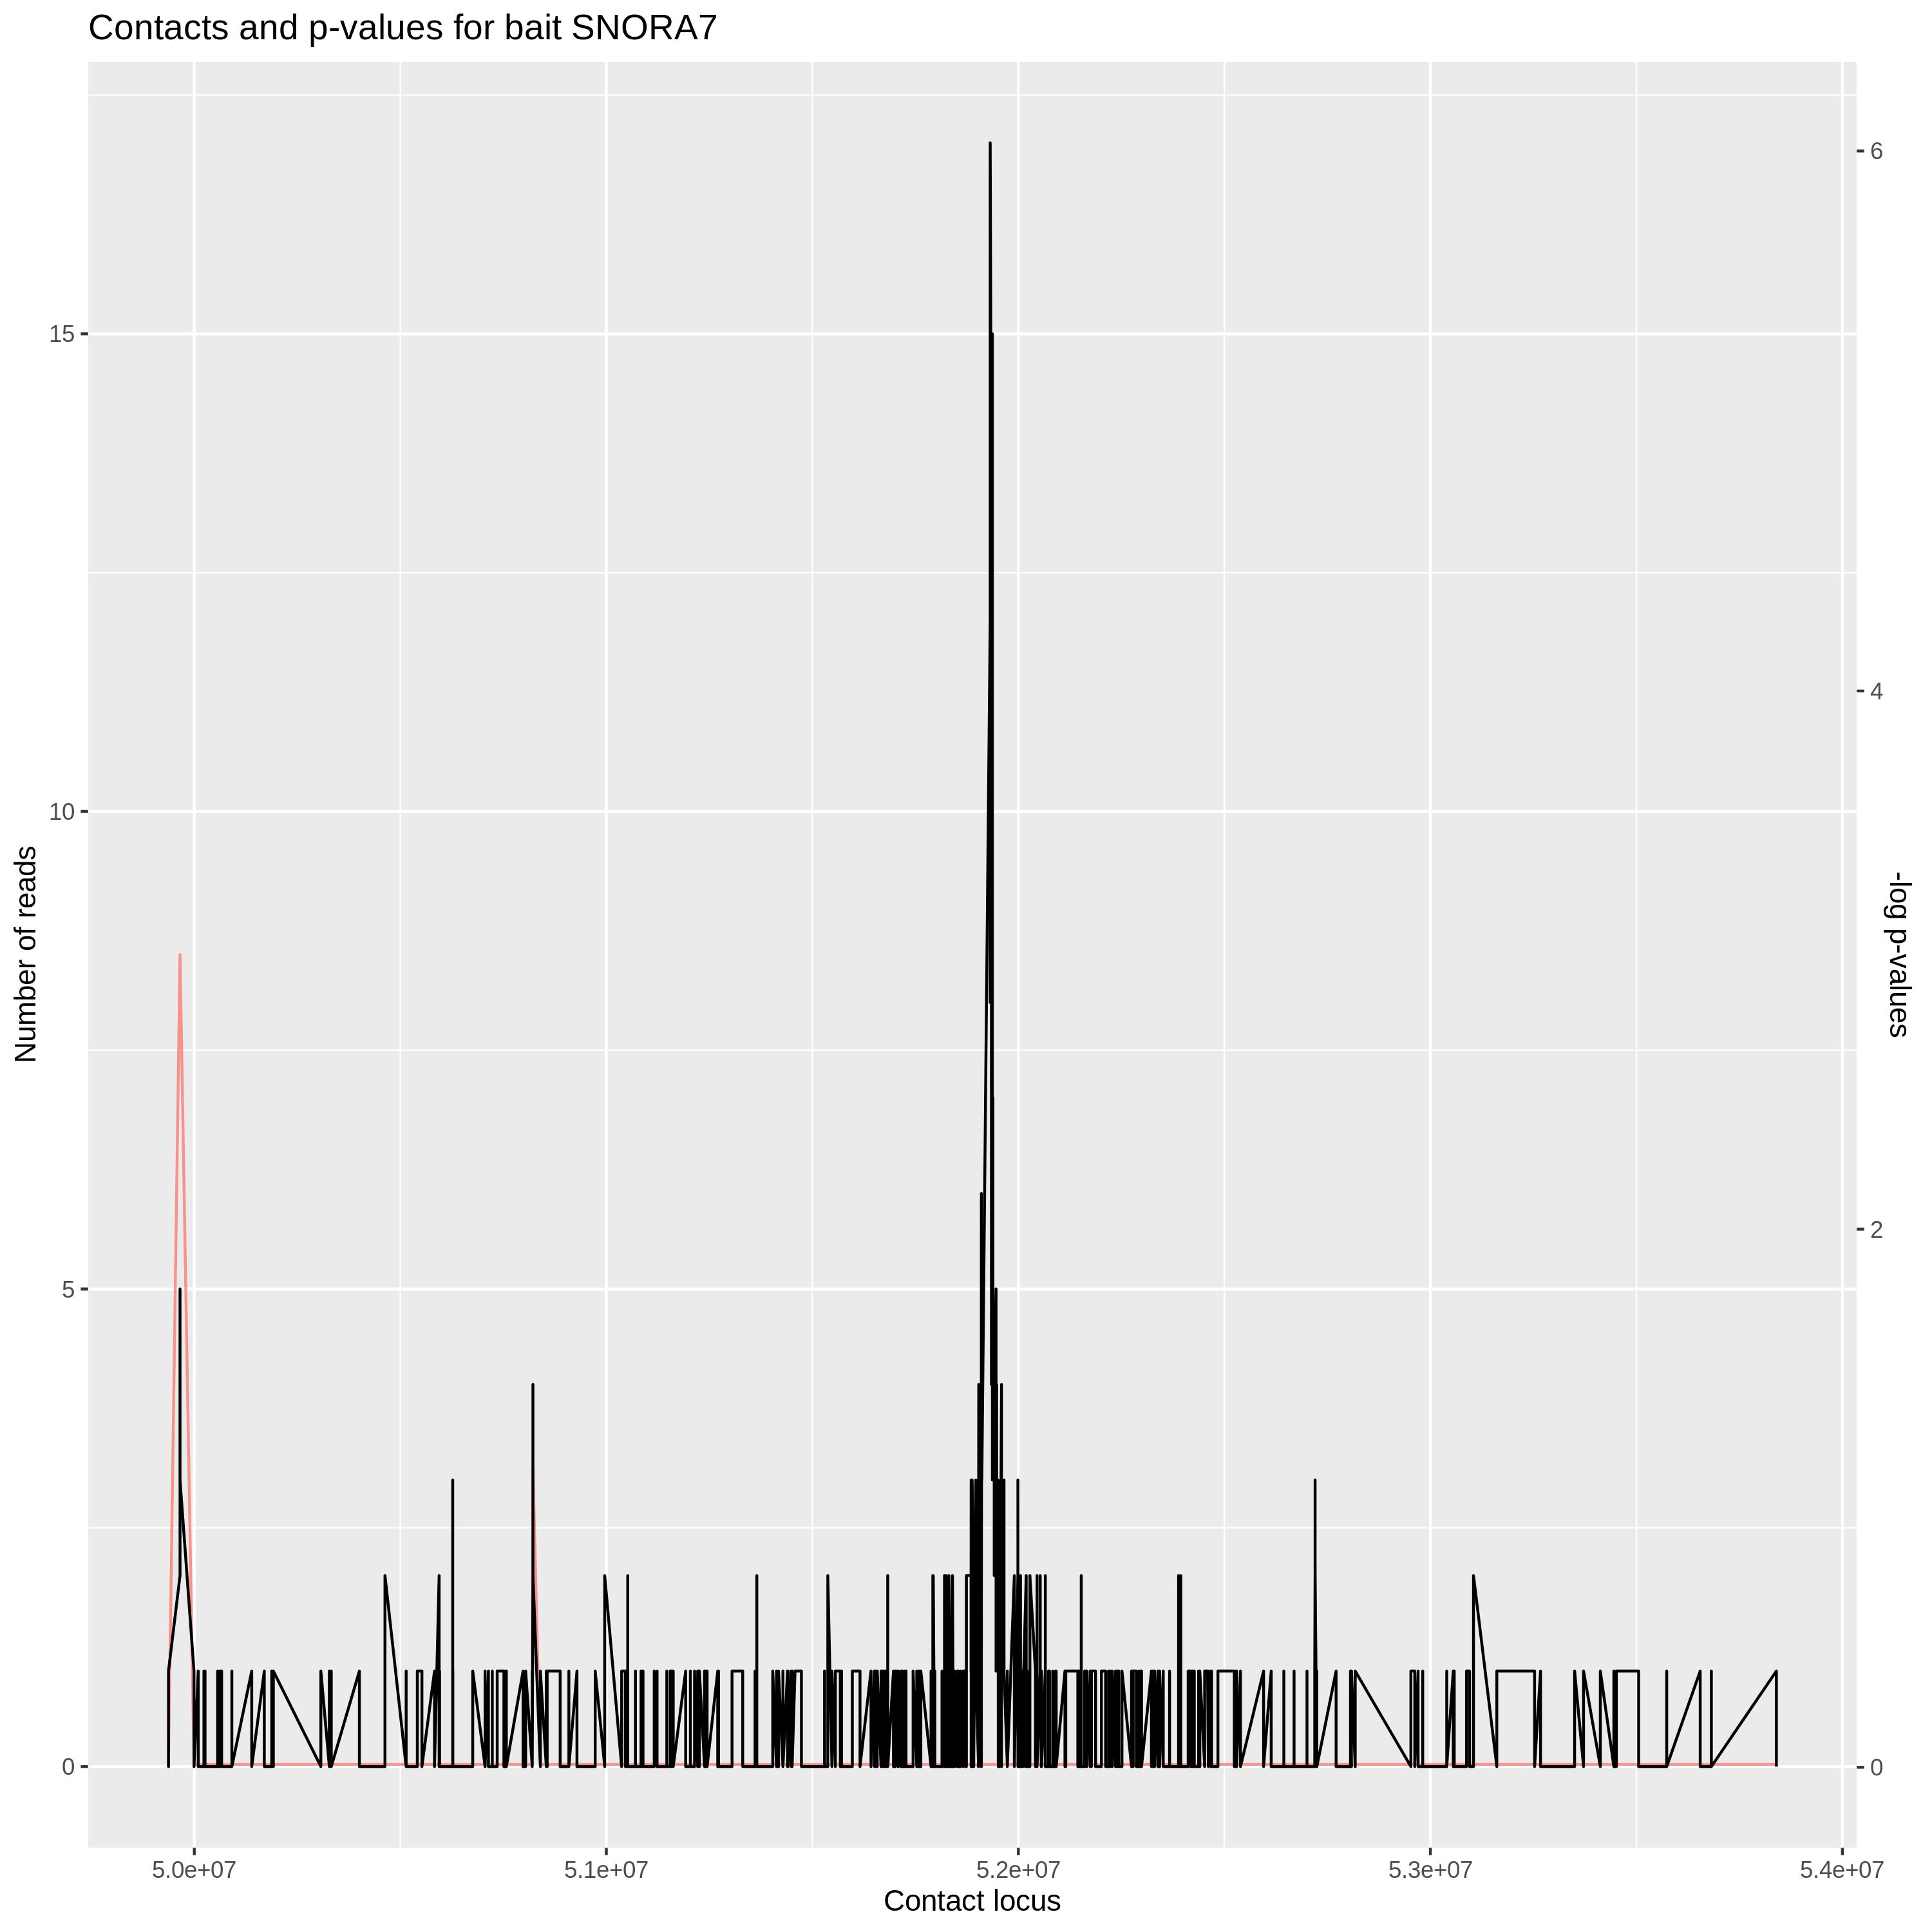 Contacts and p-values for bait SNORA7
15
10
5
0
Number of reads
6
4
2
0
-log p-values
5.0e+07 5.1e+07 5.2e+07 5.3e+07 5.4e+07
Contact locus